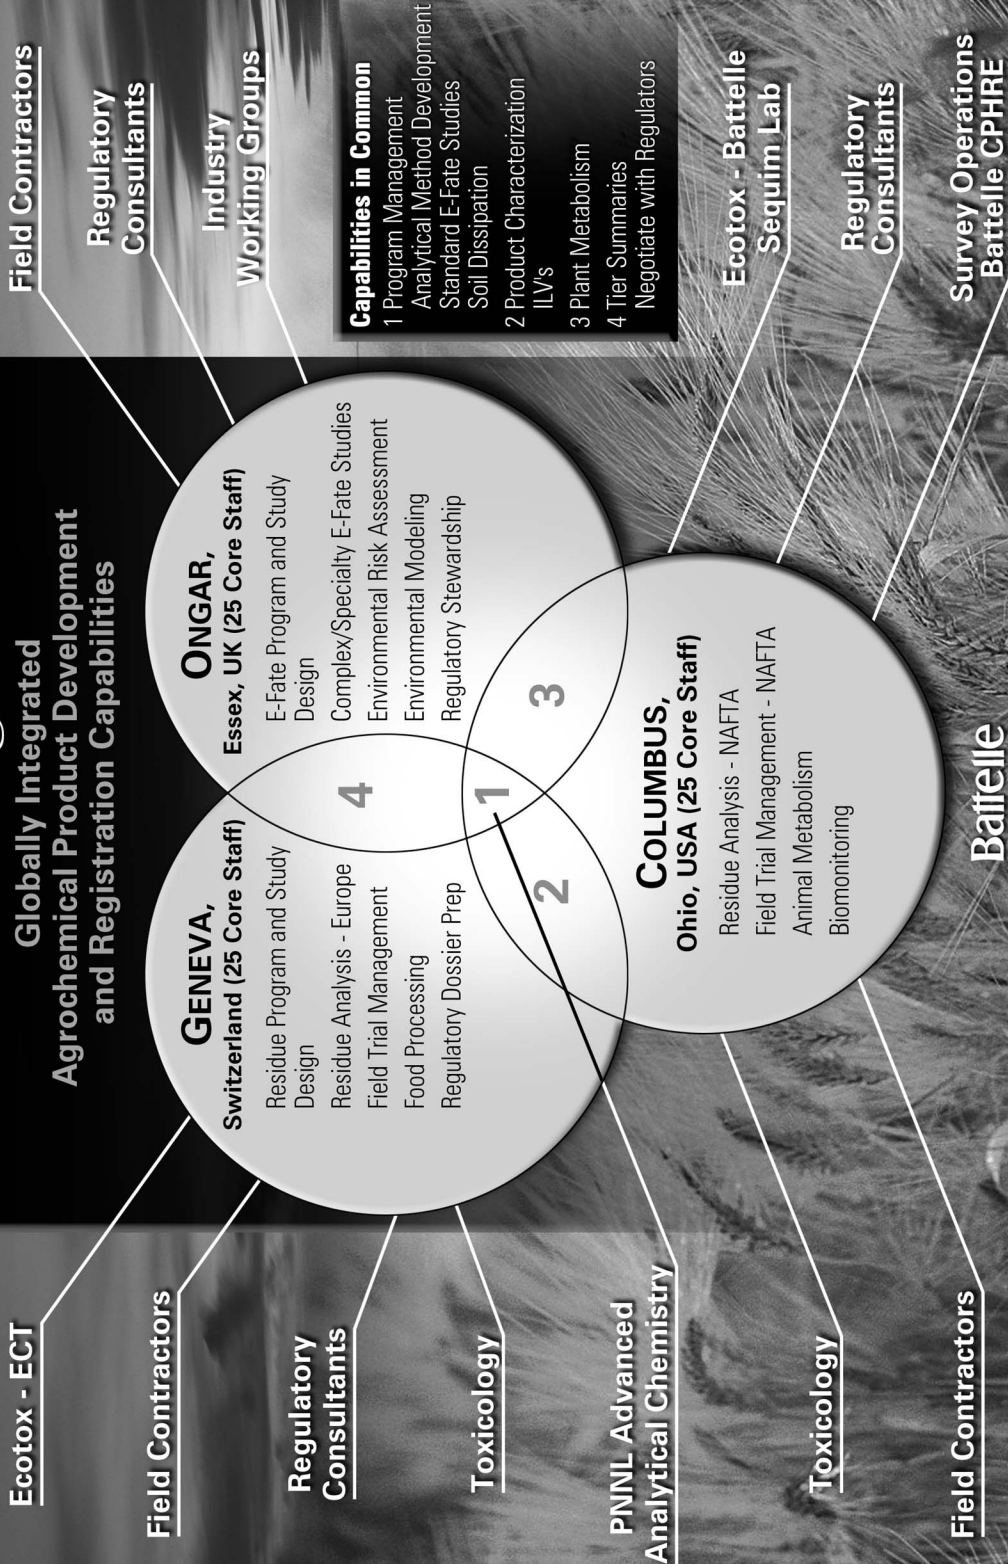 Globally Integrated
Agrochemical Product Development
and Registration Capabilities
Ecotox - ECT
Field Contractors
Regulatory
Consultants
Toxicology
PNNL Advanced
Analytical Chemistry
Toxicology
Field Contractors
GENEVA,
Switzerland (25 Core Staff)
Residue Program and Study
Design
Residue Analysis - Europe
Field Trial Management
Food Processing
Regulatory Dossier Prep
ONGAR,
Essex, UK (25 Core Staff)
E-Fate Program and Study
Design
Complex/Specialty E-Fate Studies
Environmental Risk Assessment
Environmental Modeling
Regulatory Stewardship
4
1
2
3
COLUMBUS,
Ohio, USA (25 Core Staff)
Residue Analysis - NAFTA
Field Trial Management - NAFTA
Animal Metabolism
Biomonitoring
Field Contractors
Regulatory
Consultants
Industry
Working Groups
Capabilities in Common
1 Program Management
Analytical Method Development
Standard E-Fate Studies
Soil Dissipation
2 Product Characterization
ILV's
3 Plant Metabolism
4 Tier Summaries
Negotiate with Regulators
Ecotox - Battelle
Sequim Lab
Regulatory
Consultants
Survey Operations
Battelle CPHRE
Battelle